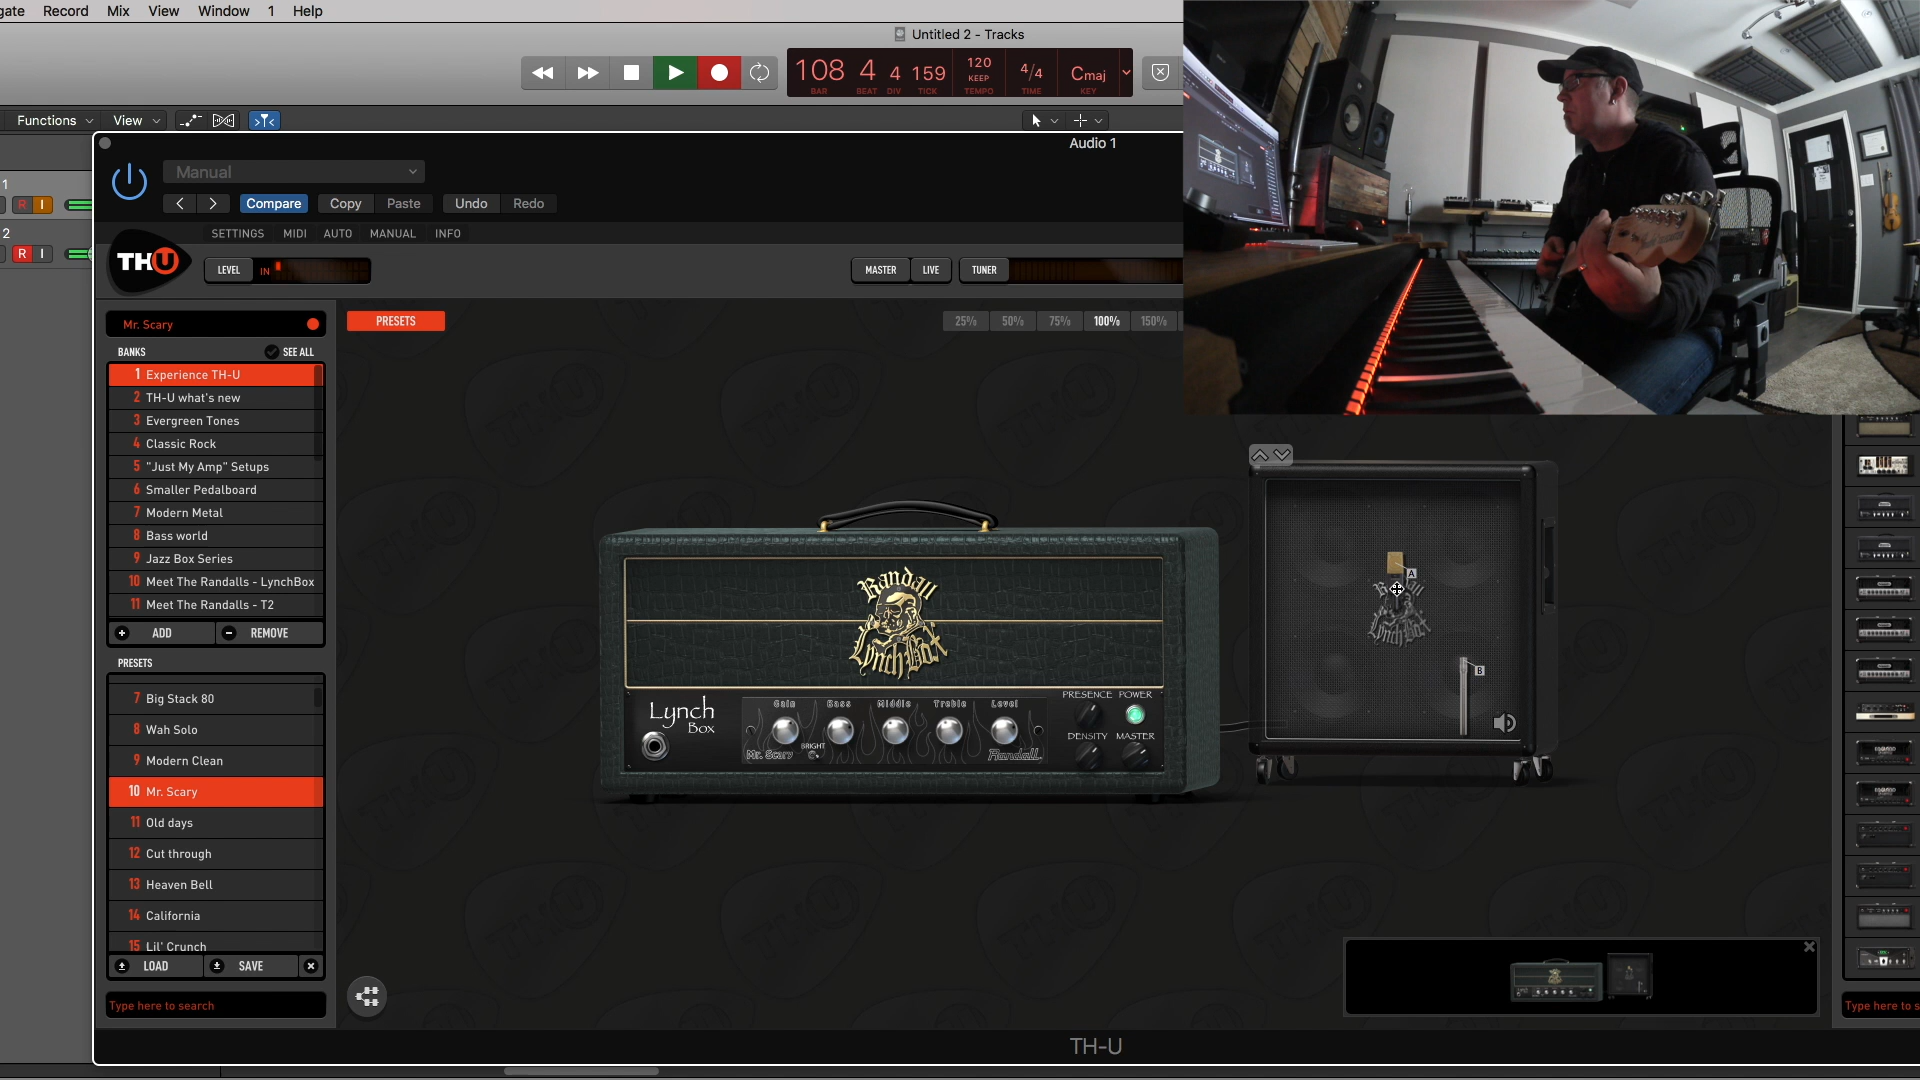 gate Record Mix View Window 1 Help
Untitled 2 - Tracks
108 4 4 159 120 KEEP 4/4 Cmaj
BAR BEAT DIV TICK TEMPO TIME KEY
Functions View
Audio 1
1
Manual
R I
Compare Copy Paste Undo Redo
2
R I
SETTINGS MIDI AUTO MANUAL INFO
THU
LEVEL IN
MASTER LIVE TUNER
Mr. Scary
PRESETS
25% 50% 75% 100% 150%
BANKS SEE ALL
1 Experience TH-U
2 TH-U what's new
3 Evergreen Tones
4 Classic Rock
5 "Just My Amp" Setups
6 Smaller Pedalboard
7 Modern Metal
8 Bass world
9 Jazz Box Series
10 Meet The Randalls - LynchBox
11 Meet The Randalls - T2
ADD REMOVE
PRESETS
7 Big Stack 80
8 Wah Solo
9 Modern Clean
10 Mr. Scary
11 Old days
12 Cut through
13 Heaven Bell
14 California
15 Lil' Crunch
LOAD SAVE
Type here to search
Randall
LynchBox
Lynch
Box
Gain Bass Middle Treble Level
PRESENCE POWER
DENSITY MASTER
Mr. Scary BRIGHT Randall
A
Randall
LynchBox
B
Type here to s
TH-U